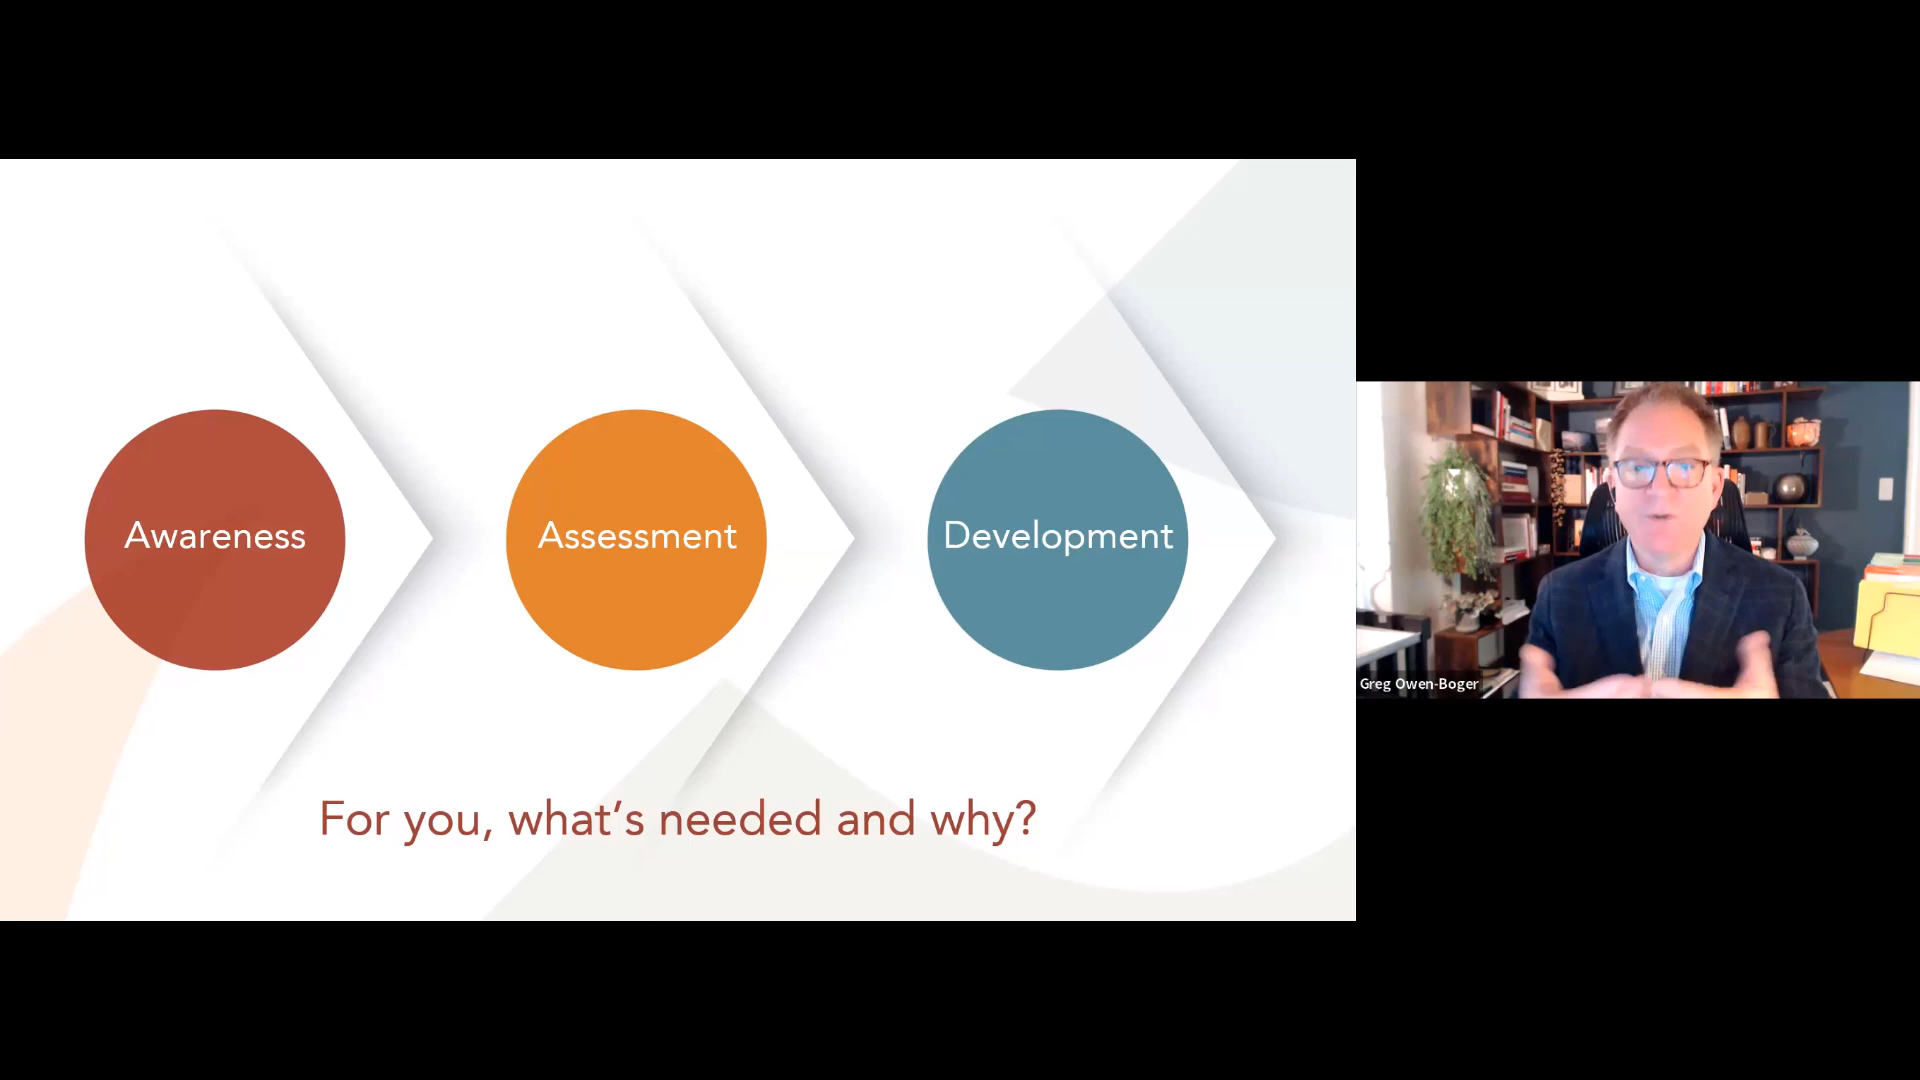 Awareness
Assessment
Development
For you, what's needed and why?
Greg Owen-Boger